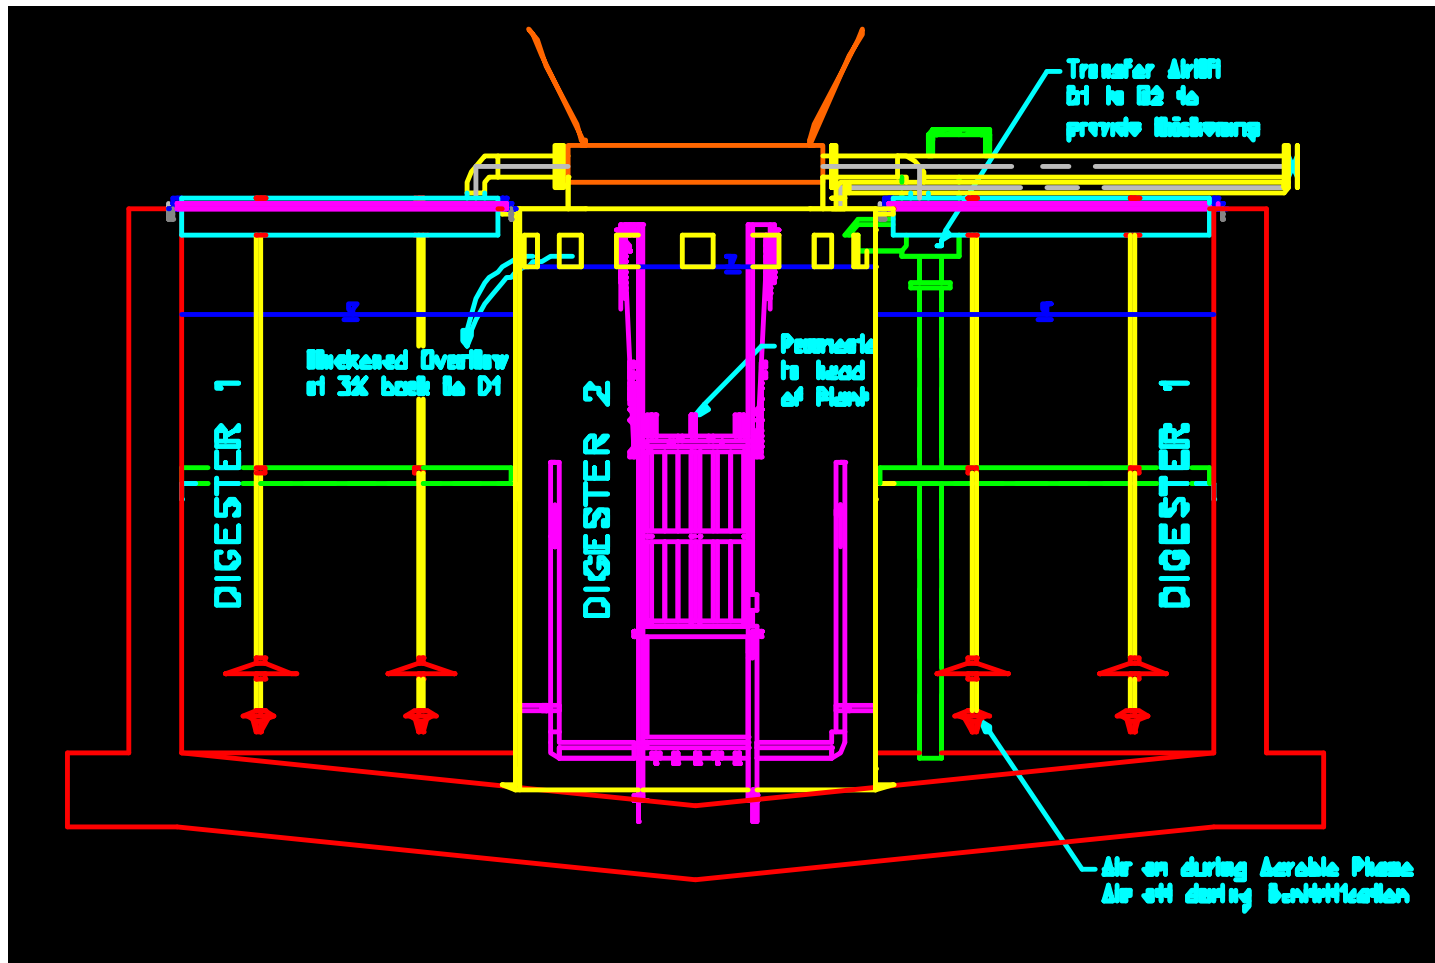 Transfer Airlift
D1 to D2 to
provide thickening
Thickened Overflow
at 3% back to D1
Permeate
to head
of Plant
DIGESTER 1
DIGESTER 2
DIGESTER 1
Air on during Aerobic Phase
Air off during Denitrification